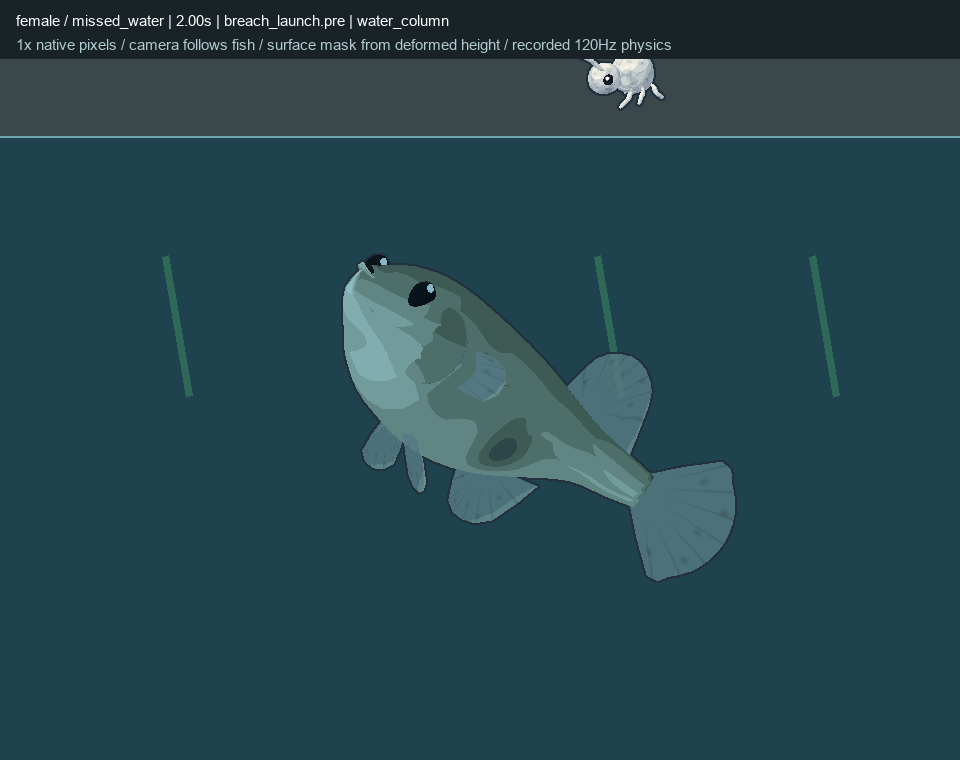 female / missed_water | 2.00s | breach_launch.pre | water_column
1x native pixels / camera follows fish / surface mask from deformed height / recorded 120Hz physics